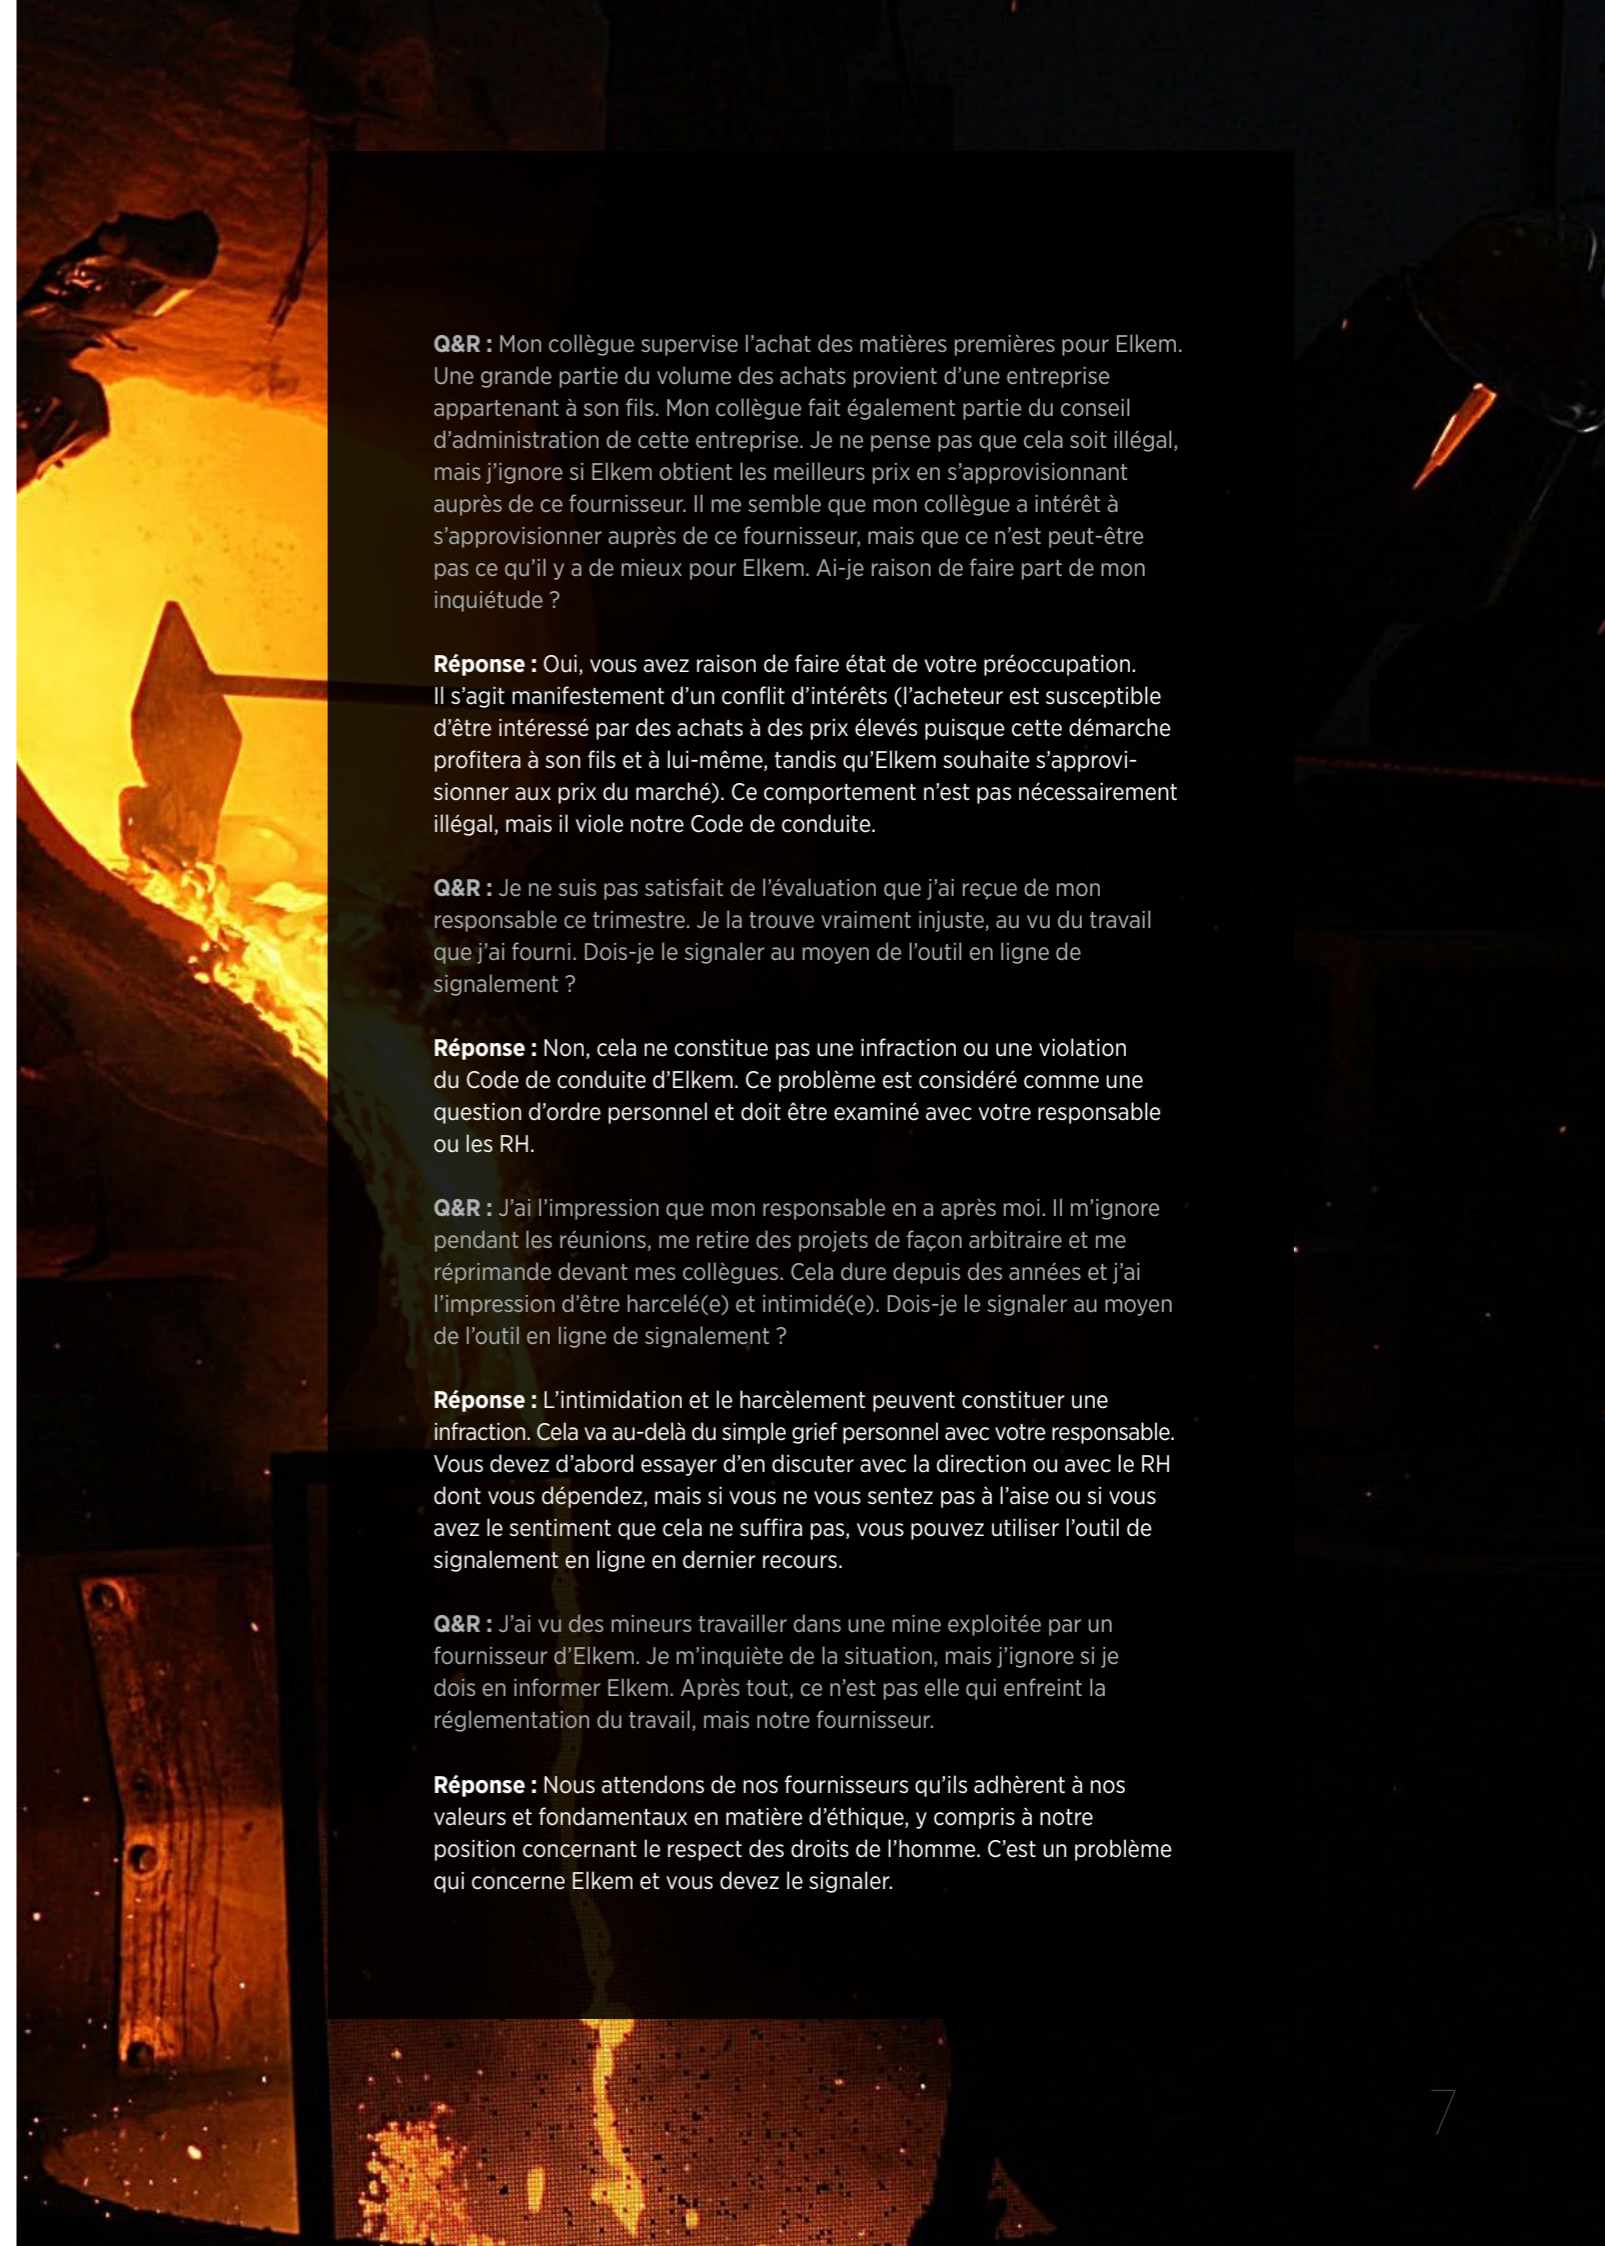 Q&R : Mon collègue supervise l’achat des matières premières pour Elkem.
Une grande partie du volume des achats provient d’une entreprise
appartenant à son fils. Mon collègue fait également partie du conseil
d’administration de cette entreprise. Je ne pense pas que cela soit illégal,
mais j’ignore si Elkem obtient les meilleurs prix en s’approvisionnant
auprès de ce fournisseur. Il me semble que mon collègue a intérêt à
s’approvisionner auprès de ce fournisseur, mais que ce n’est peut-être
pas ce qu’il y a de mieux pour Elkem. Ai-je raison de faire part de mon
inquiétude ?
Réponse : Oui, vous avez raison de faire état de votre préoccupation.
Il s’agit manifestement d’un conflit d’intérêts (l’acheteur est susceptible
d’être intéressé par des achats à des prix élevés puisque cette démarche
profitera à son fils et à lui-même, tandis qu’Elkem souhaite s’approvi-
sionner aux prix du marché). Ce comportement n’est pas nécessairement
illégal, mais il viole notre Code de conduite.
Q&R : Je ne suis pas satisfait de l’évaluation que j’ai reçue de mon
responsable ce trimestre. Je la trouve vraiment injuste, au vu du travail
que j’ai fourni. Dois-je le signaler au moyen de l’outil en ligne de
signalement ?
Réponse : Non, cela ne constitue pas une infraction ou une violation
du Code de conduite d’Elkem. Ce problème est considéré comme une
question d’ordre personnel et doit être examiné avec votre responsable
ou les RH.
Q&R : J’ai l’impression que mon responsable en a après moi. Il m’ignore
pendant les réunions, me retire des projets de façon arbitraire et me
réprimande devant mes collègues. Cela dure depuis des années et j’ai
l’impression d’être harcelé(e) et intimidé(e). Dois-je le signaler au moyen
de l’outil en ligne de signalement ?
Réponse : L’intimidation et le harcèlement peuvent constituer une
infraction. Cela va au-delà du simple grief personnel avec votre responsable.
Vous devez d’abord essayer d’en discuter avec la direction ou avec le RH
dont vous dépendez, mais si vous ne vous sentez pas à l’aise ou si vous
avez le sentiment que cela ne suffira pas, vous pouvez utiliser l’outil de
signalement en ligne en dernier recours.
Q&R : J’ai vu des mineurs travailler dans une mine exploitée par un
fournisseur d’Elkem. Je m’inquiète de la situation, mais j’ignore si je
dois en informer Elkem. Après tout, ce n’est pas elle qui enfreint la
réglementation du travail, mais notre fournisseur.
Réponse : Nous attendons de nos fournisseurs qu’ils adhèrent à nos
valeurs et fondamentaux en matière d’éthique, y compris à notre
position concernant le respect des droits de l’homme. C’est un problème
qui concerne Elkem et vous devez le signaler.
7